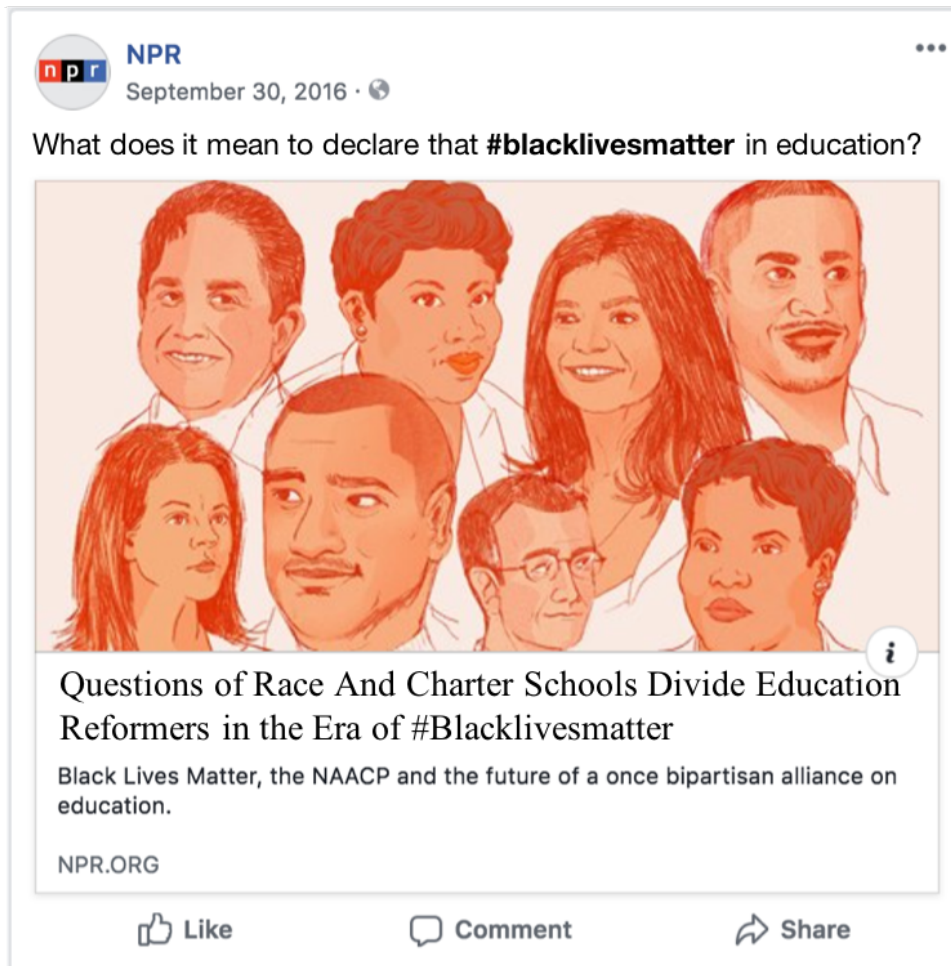 npr
NPR
September 30, 2016 ·
What does it mean to declare that #blacklivesmatter in education?
i
Questions of Race And Charter Schools Divide Education
Reformers in the Era of #Blacklivesmatter
Black Lives Matter, the NAACP and the future of a once bipartisan alliance on
education.
NPR.ORG
Like Comment Share